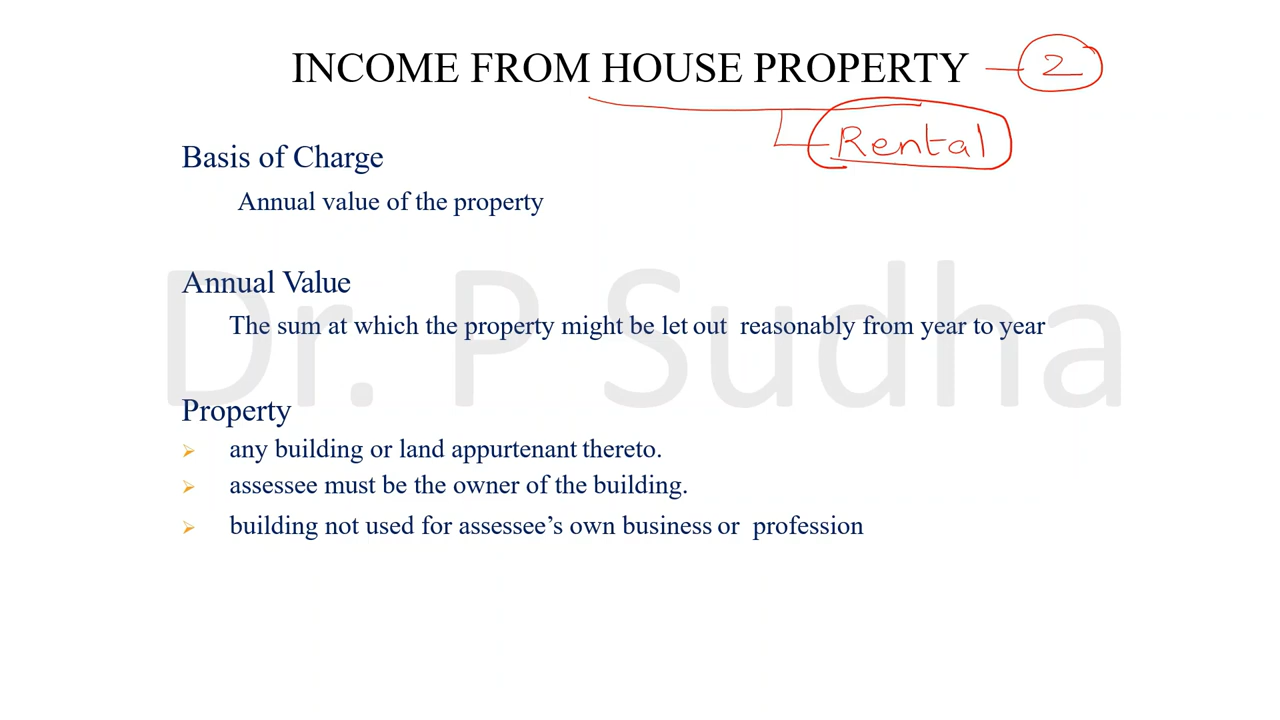 INCOME FROM HOUSE PROPERTY – 2
Rental
Basis of Charge
Annual value of the property
Annual Value
The sum at which the property might be let out reasonably from year to year
Property
any building or land appurtenant thereto.
assessee must be the owner of the building.
building not used for assessee’s own business or profession
Dr. P Sudha